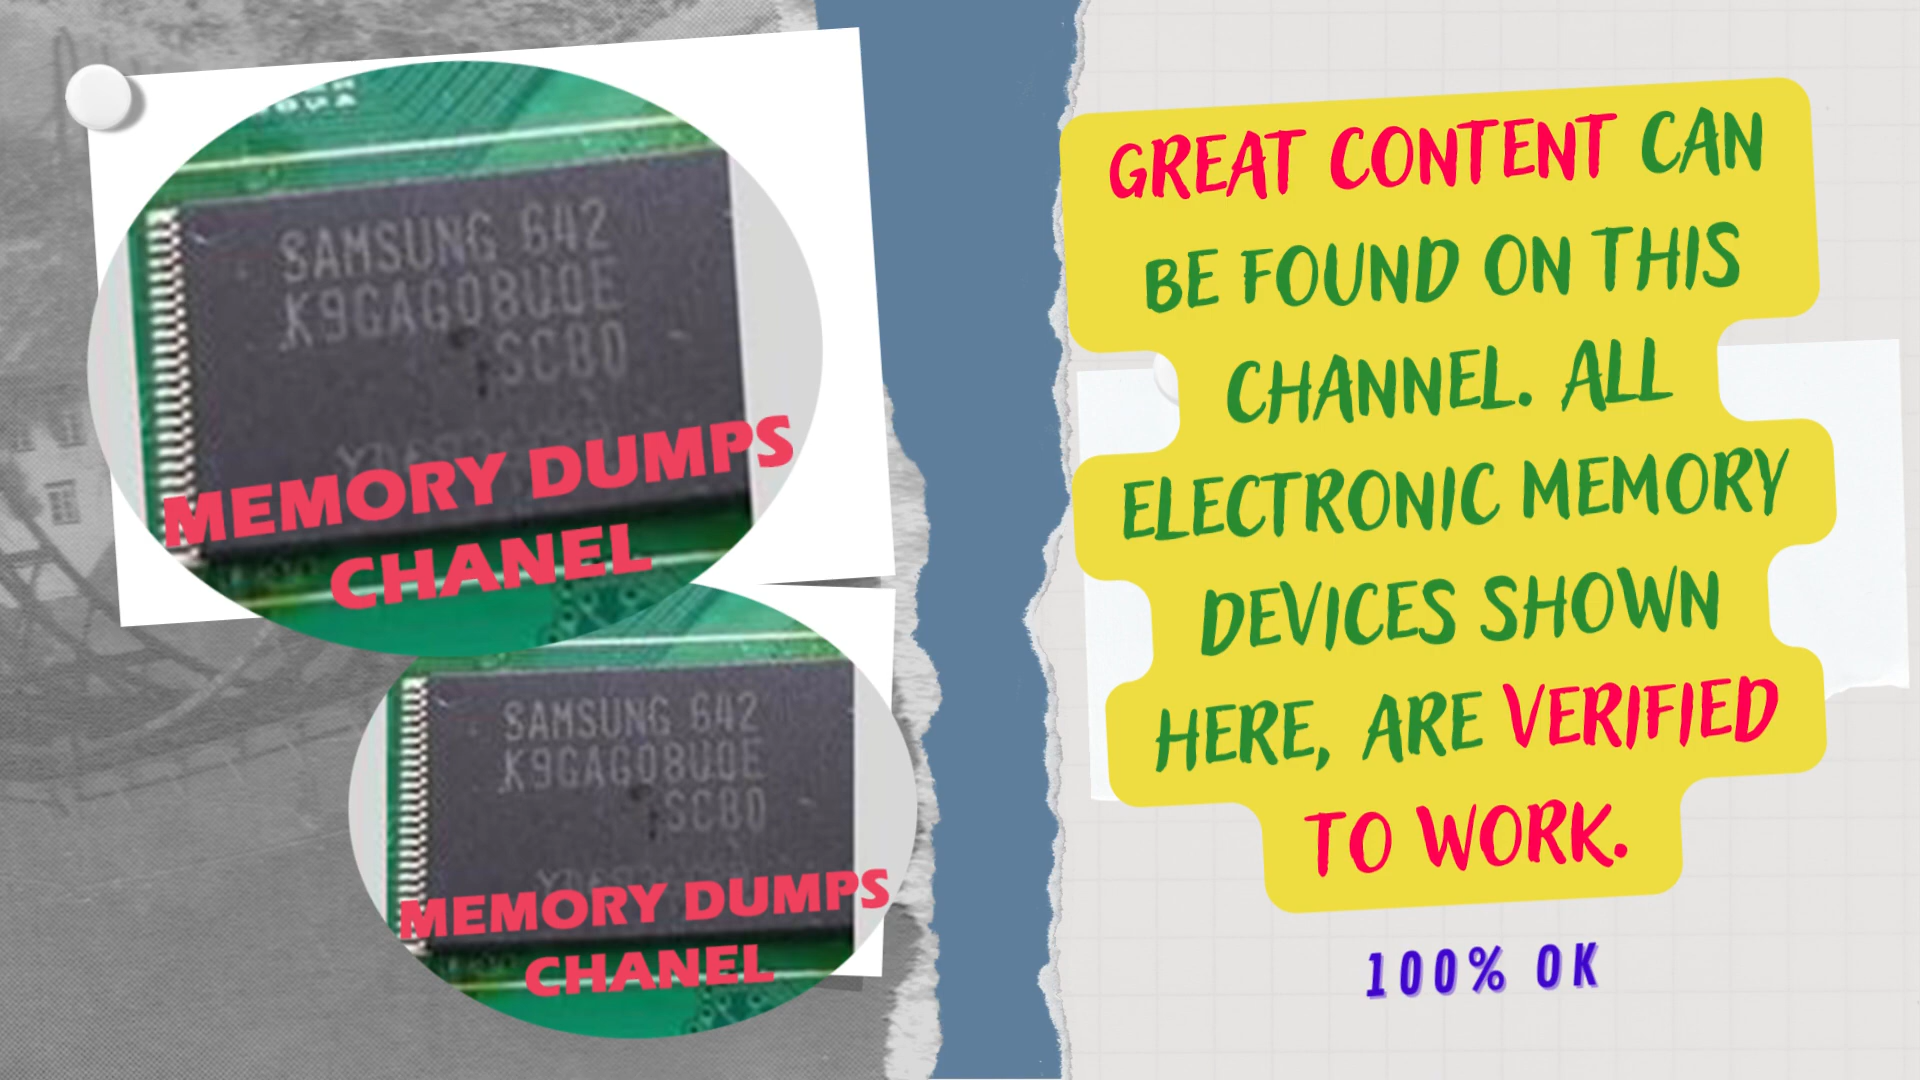 SAMSUNG 642
K9GAG08U0E
SCB0
MEMORY DUMPS
CHANEL
SAMSUNG 642
K9GAG08U0E
SCB0
MEMORY DUMPS
CHANEL
GREAT CONTENT CAN
BE FOUND ON THIS
CHANNEL. ALL
ELECTRONIC MEMORY
DEVICES SHOWN
HERE, ARE VERIFIED
TO WORK.
100% OK